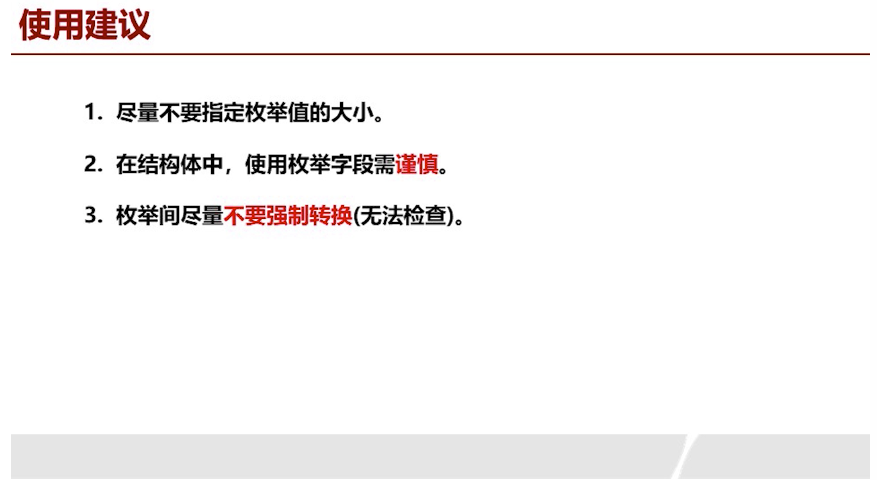 使用建议
1. 尽量不要指定枚举值的大小。
2. 在结构体中，使用枚举字段需谨慎。
3. 枚举间尽量不要强制转换(无法检查)。